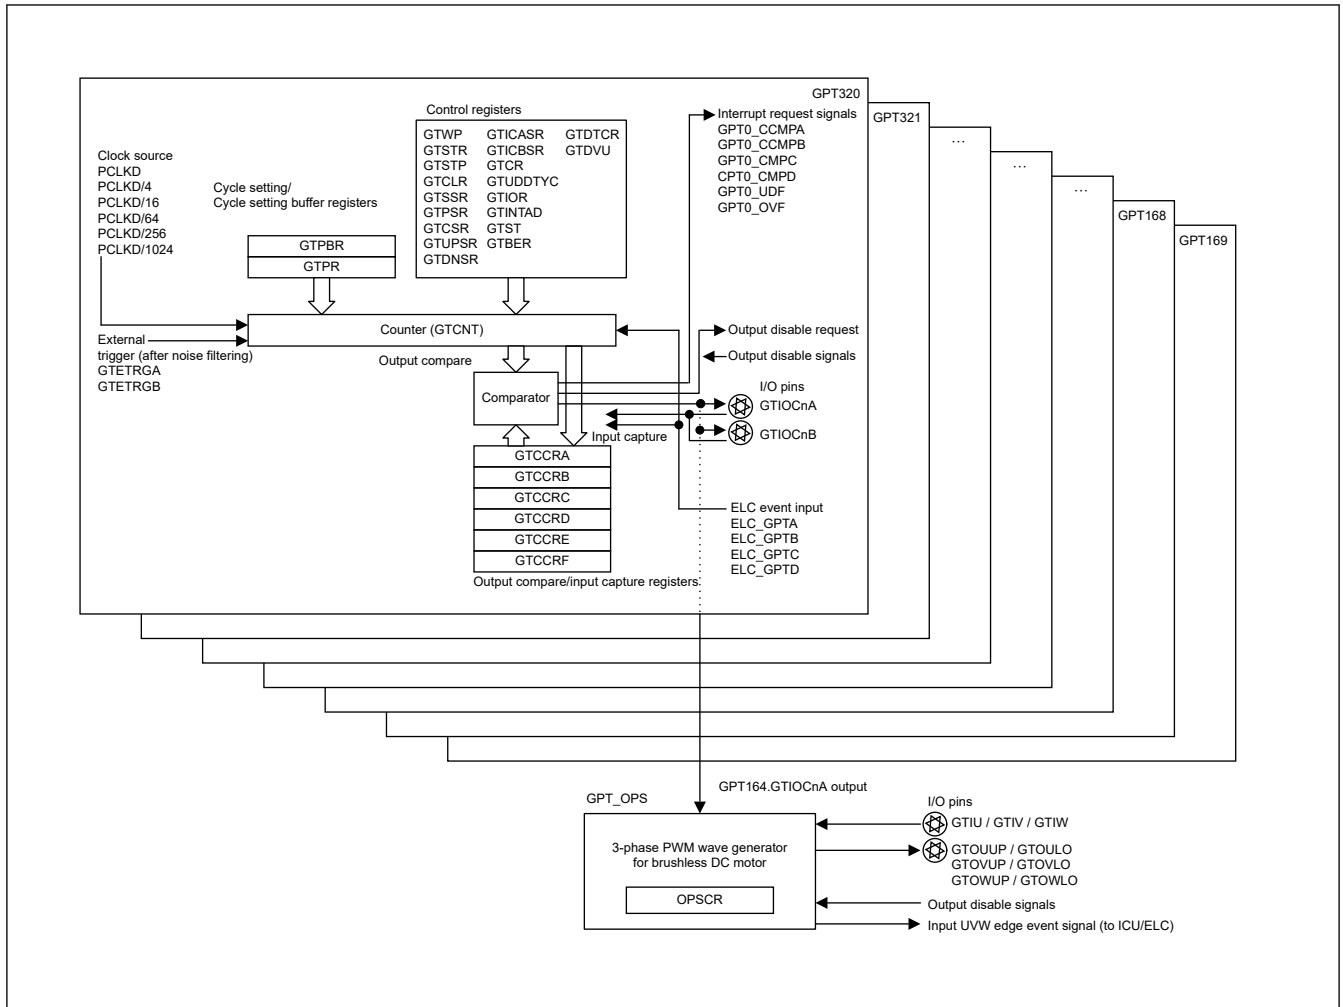 GPT320
GPT321
…
…
…
GPT168
GPT169
Clock source
PCLKD
PCLKD/4
PCLKD/16
PCLKD/64
PCLKD/256
PCLKD/1024
Cycle setting/
Cycle setting buffer registers
GTPBR
GTPR
Control registers
GTWP GTICASR GTDTCR
GTSTR GTICBSR GTDVU
GTSTP GTCR
GTCLR GTUDDTYC
GTSSR GTIOR
GTPSR GTINTAD
GTCSR GTST
GTUPSR GTBER
GTDNSR
Interrupt request signals
GPT0_CCMPA
GPT0_CCMPB
GPT0_CMPC
CPT0_CMPD
GPT0_UDF
GPT0_OVF
Counter (GTCNT)
External
trigger (after noise filtering)
GTETRGA
GTETRGB
Output compare
Comparator
Output disable request
Output disable signals
I/O pins
GTIOCnA
GTIOCnB
Input capture
GTCCRA
GTCCRB
GTCCRC
GTCCRD
GTCCRE
GTCCRF
Output compare/input capture registers
ELC event input
ELC_GPTA
ELC_GPTB
ELC_GPTC
ELC_GPTD
GPT164.GTIOCnA output
GPT_OPS
3-phase PWM wave generator
for brushless DC motor
OPSCR
I/O pins
GTIU / GTIV / GTIW
GTOUUP / GTOULO
GTOVUP / GTOVLO
GTOWUP / GTOWLO
Output disable signals
Input UVW edge event signal (to ICU/ELC)